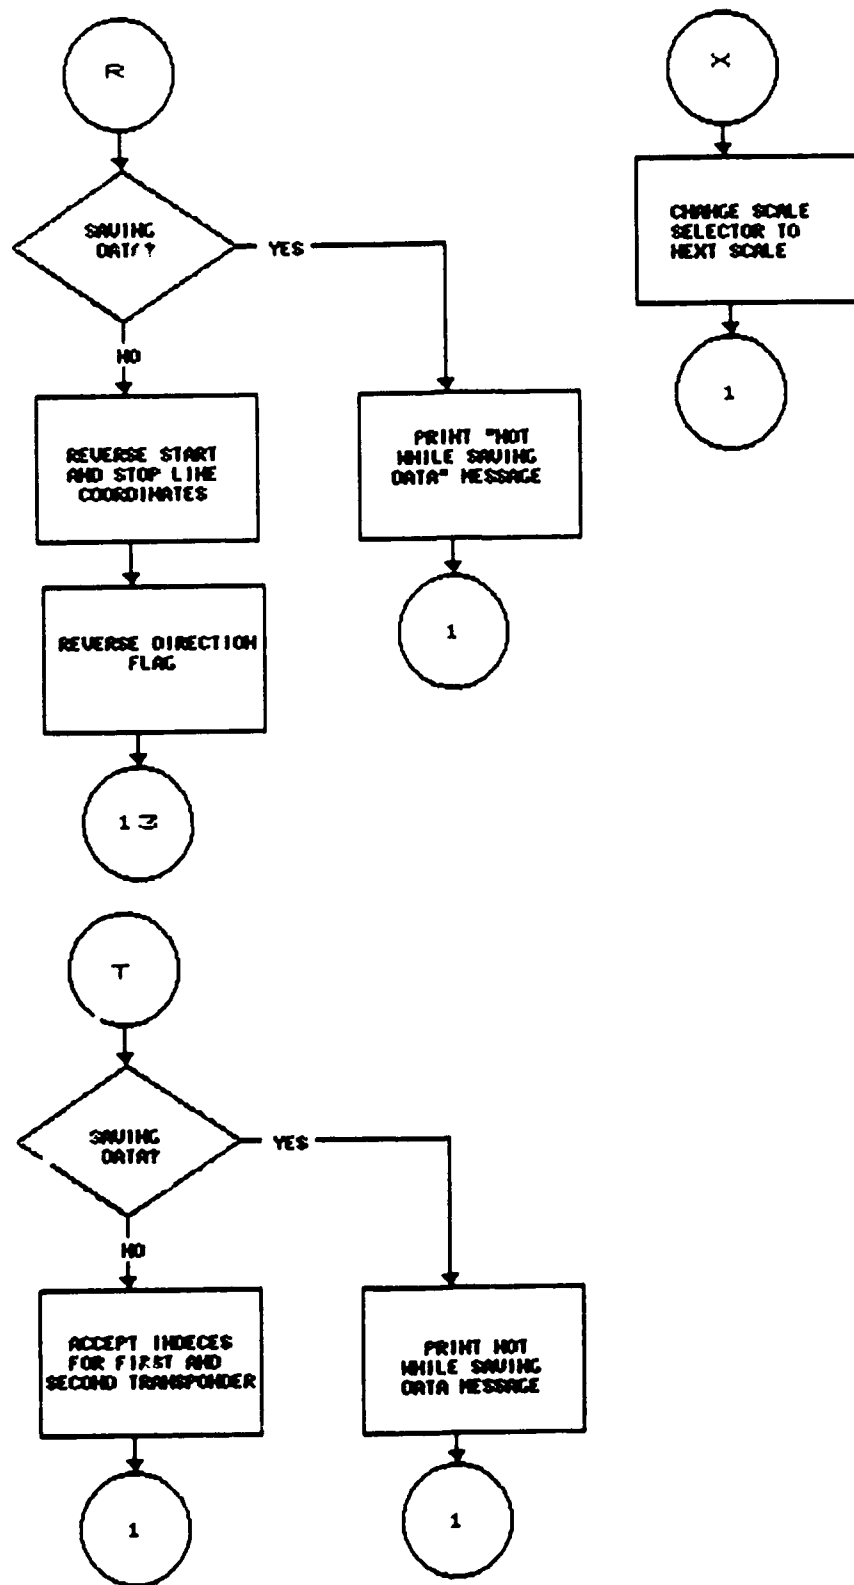 R
SAVING
DATA?
YES
NO
REVERSE START
AND STOP LINE
COORDINATES
PRINT "NOT
WHILE SAVING
DATA" MESSAGE
1
REVERSE DIRECTION
FLAG
13
X
CHANGE SCALE
SELECTOR TO
NEXT SCALE
1
T
SAVING
DATA?
YES
NO
ACCEPT INDECES
FOR FIRST AND
SECOND TRANSPONDER
PRINT NOT
WHILE SAVING
DATA MESSAGE
1
1